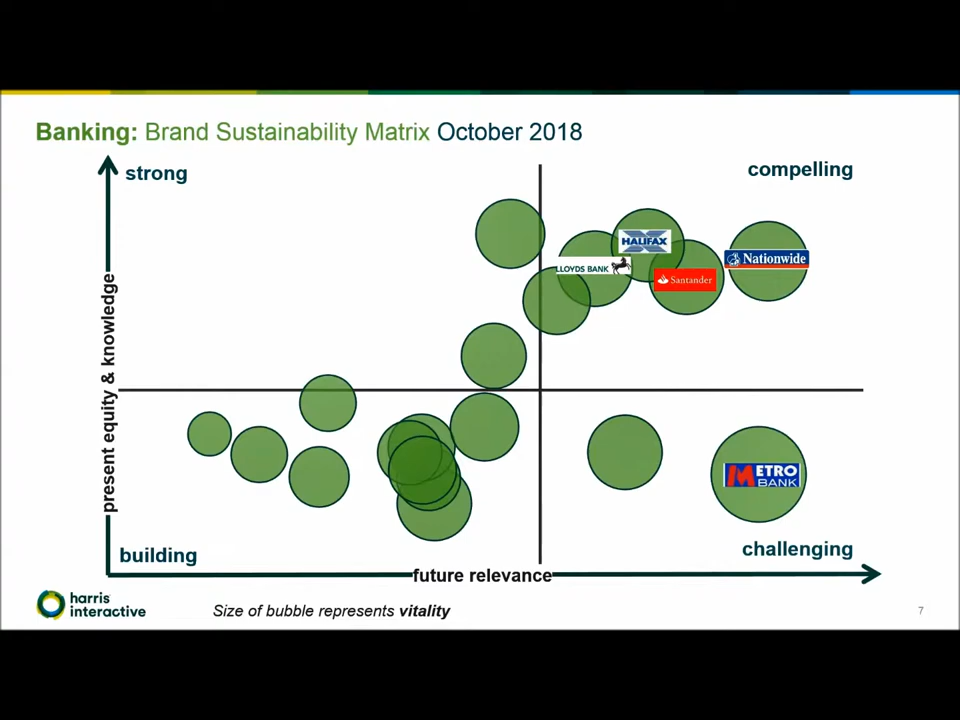 Banking: Brand Sustainability Matrix October 2018
strong
compelling
HALIFAX
LLOYDS BANK
Nationwide
Santander
present equity & knowledge
METRO
BANK
building
challenging
future relevance
harris
interactive
Size of bubble represents vitality
7